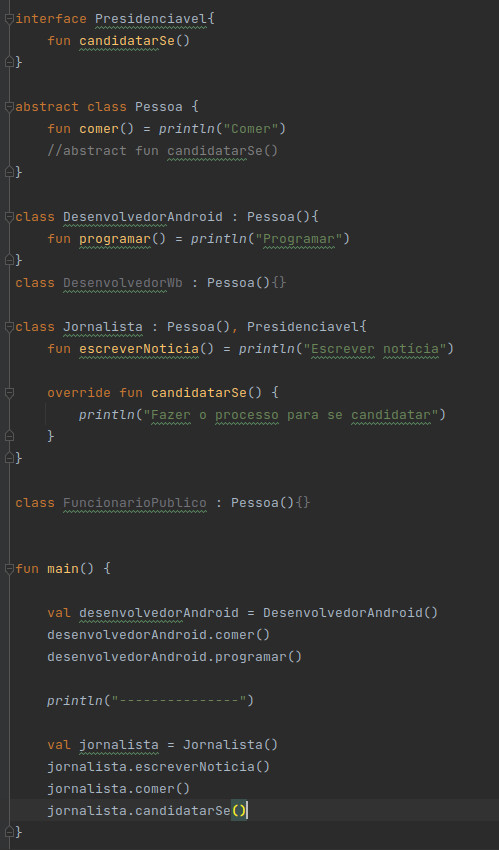 interface Presidenciavel{
    fun candidatarSe()
}

abstract class Pessoa {
    fun comer() = println("Comer")
    //abstract fun candidatarSe()
}

class DesenvolvedorAndroid : Pessoa(){
    fun programar() = println("Programar")
}
class DesenvolvedorWb : Pessoa(){}

class Jornalista : Pessoa(), Presidenciavel{
    fun escreverNoticia() = println("Escrever notícia")

    override fun candidatarSe() {
        println("Fazer o processo para se candidatar")
    }
}

class FuncionarioPublico : Pessoa(){}


fun main() {

    val desenvolvedorAndroid = DesenvolvedorAndroid()
    desenvolvedorAndroid.comer()
    desenvolvedorAndroid.programar()

    println("---------------")

    val jornalista = Jornalista()
    jornalista.escreverNoticia()
    jornalista.comer()
    jornalista.candidatarSe()
}